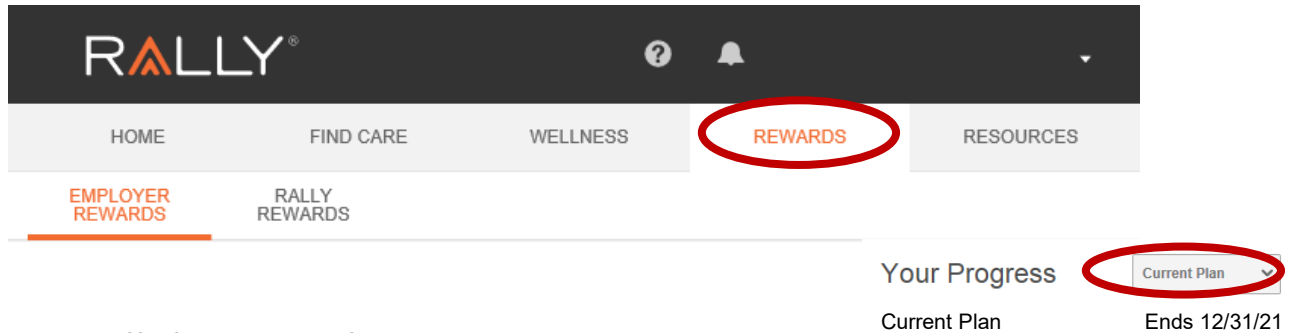 RALLY®
HOME FIND CARE WELLNESS REWARDS RESOURCES
EMPLOYER REWARDS
RALLY REWARDS
Your Progress Current Plan
Current Plan Ends 12/31/21